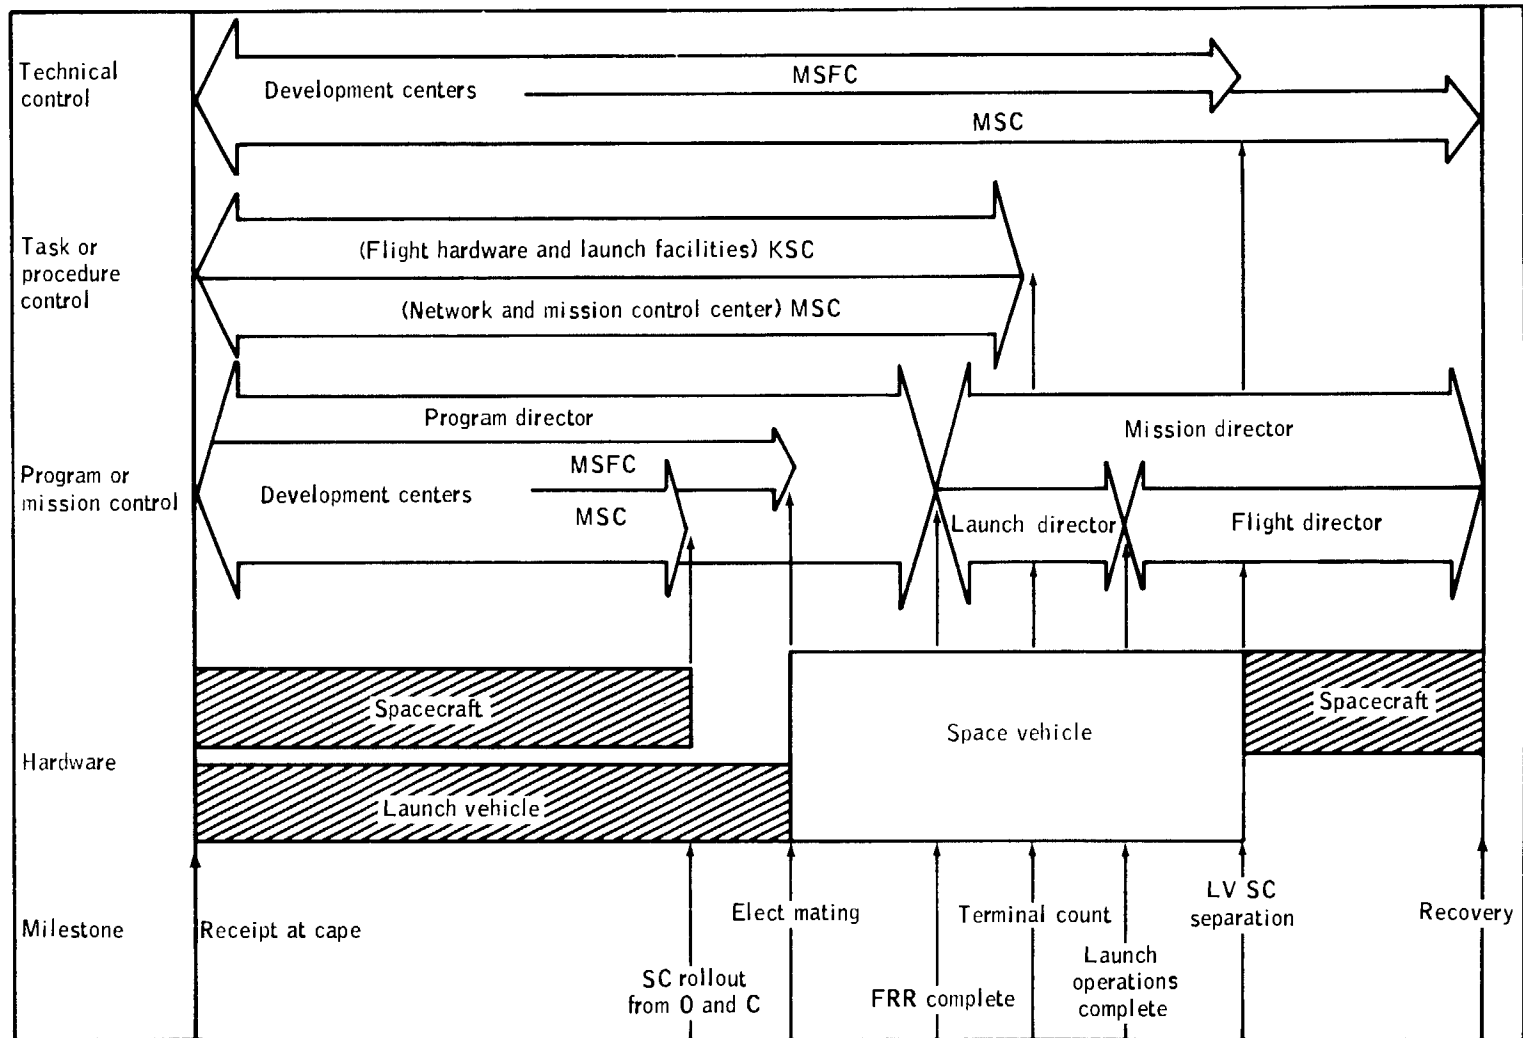 Technical
control
Development centers
MSFC
MSC
Task or
procedure
control
(Flight hardware and launch facilities) KSC
(Network and mission control center) MSC
Program or
mission control
Program director
MSFC
Development centers
MSC
Mission director
Launch director
Flight director
Hardware
Spacecraft
Launch vehicle
Space vehicle
Spacecraft
Milestone
Receipt at cape
SC rollout
from O and C
Elect mating
FRR complete
Terminal count
Launch
operations
complete
LV SC
separation
Recovery